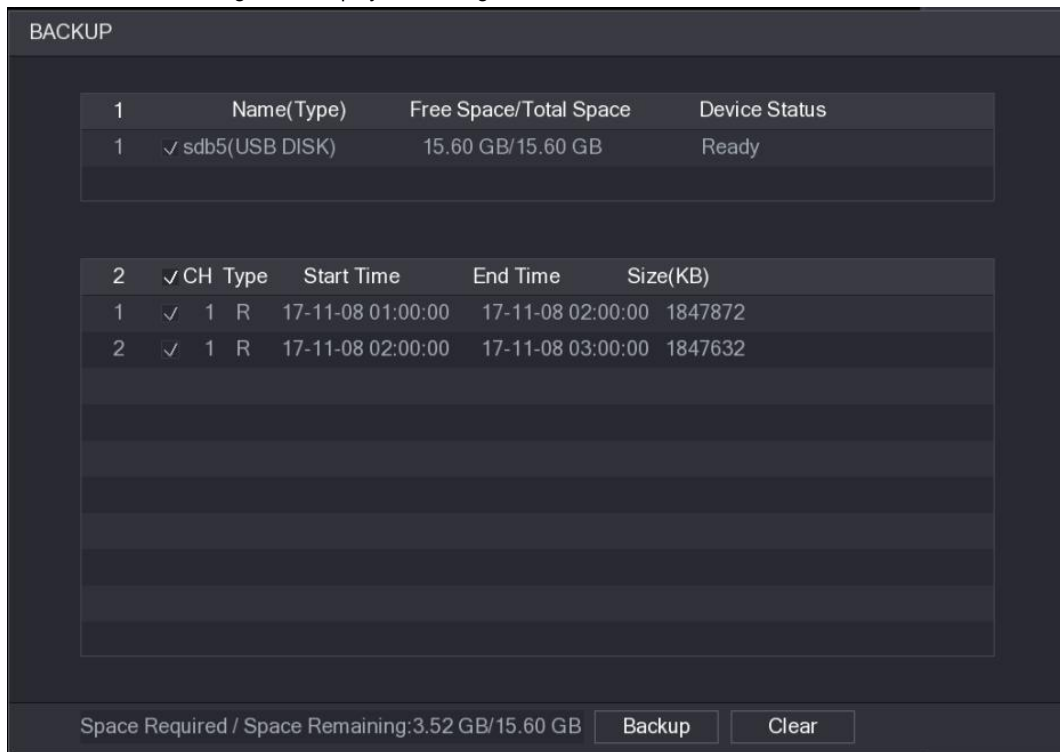 BACKUP
1 Name(Type) Free Space/Total Space Device Status
1 sdb5(USB DISK) 15.60 GB/15.60 GB Ready
2 CH Type Start Time End Time Size(KB)
1 1 R 17-11-08 01:00:00 17-11-08 02:00:00 1847872
2 1 R 17-11-08 02:00:00 17-11-08 03:00:00 1847632
Space Required / Space Remaining:3.52 GB/15.60 GB Backup Clear